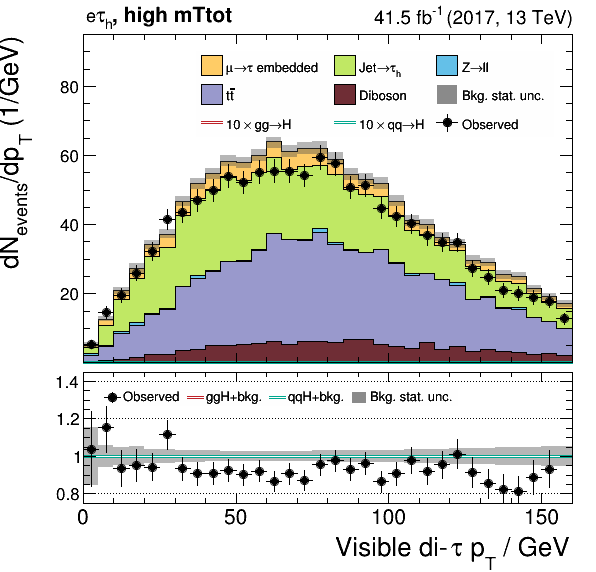 eτh, high mTtot 41.5 fb⁻¹ (2017, 13 TeV)
dNevents/dpT (1/GeV)
μ→τ embedded Jet→τh Z→ll
tt̄ Diboson Bkg. stat. unc.
10 × gg→H 10 × qq→H Observed
80
60
40
20
1.4
Observed ggH+bkg. qqH+bkg. Bkg. stat. unc.
1.2
1
0.8
0 50 100 150
Visible di-τ pT / GeV